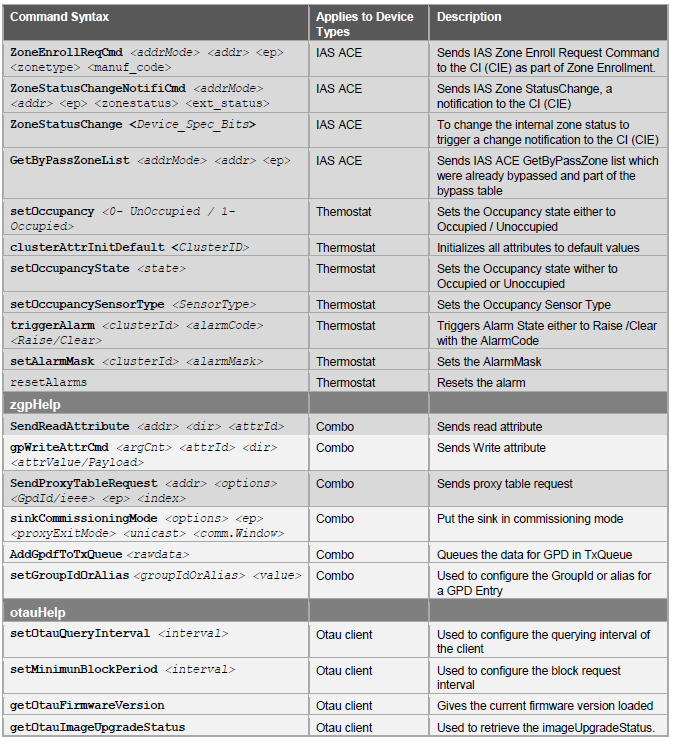 Command Syntax Applies to Device Types Description
ZoneEnrollReqCmd <addrMode> <addr> <ep> IAS ACE Sends IAS Zone Enroll Request Command
<zonetype> <manuf_code> to the CI (CIE) as part of Zone Enrollment.
ZoneStatusChangeNotifiCmd <addrMode> IAS ACE Sends IAS Zone StatusChange, a
<addr> <ep> <zonestatus> <ext_status> notification to the CI (CIE)
ZoneStatusChange <Device_Spec_Bits> IAS ACE To change the internal zone status to
trigger a change notification to the CI (CIE)
GetByPassZoneList <addrMode> <addr> <ep> IAS ACE Sends IAS ACE GetByPassZone list which
were already bypassed and part of the
bypass table
setOccupancy <0- UnOccupied / 1- Themostat Sets the Occupancy state either to
Occupied> Occupied / Unoccupied
clusterAttrInitDefault <ClusterID> Themostat Initializes all attributes to default values
setOccupancyState <state> Themostat Sets the Occupancy state wither to
Occupied or Unoccupied
setOccupancySensorType <SensorType> Themostat Sets the Occupancy Sensor Type
triggerAlarm <clusterId> <alarmCode> Themostat Triggers Alarm State either to Raise /Clear
<Raise/Clear> with the AlarmCode
setAlarmMask <clusterId> <alarmMask> Themostat Sets the AlarmMask
resetAlarms Themostat Resets the alarm
zgpHelp
SendReadAttribute <addr> <dir> <attrId> Combo Sends read attribute
gpWriteAttrCmd <argCnt> <attrId> <dir> Combo Sends Write attribute
<attrValue/Payload>
SendProxyTableRequest <addr> <options> Combo Sends proxy table request
<GpdId/ieee> <ep> <index>
sinkCommissioningMode <options> <ep> Combo Put the sink in commissioning mode
<proxyExitMode> <unicast> <comm.Window>
AddGpdfToTxQueue <rawdata> Combo Queues the data for GPD in TxQueue
setGroupIdOrAlias <groupIdOrAlias> <value> Combo Used to configure the GroupId or alias for
a GPD Entry
otauHelp
setOtauQueryInterval <interval> Otau client Used to configure the querying interval of
the client
setMinimunBlockPeriod <interval> Otau client Used to configure the block request
interval
getOtauFirmwareVersion Otau client Gives the current firmware version loaded
getOtauImageUpgradeStatus Otau client Used to retrieve the imageUpgradeStatus.